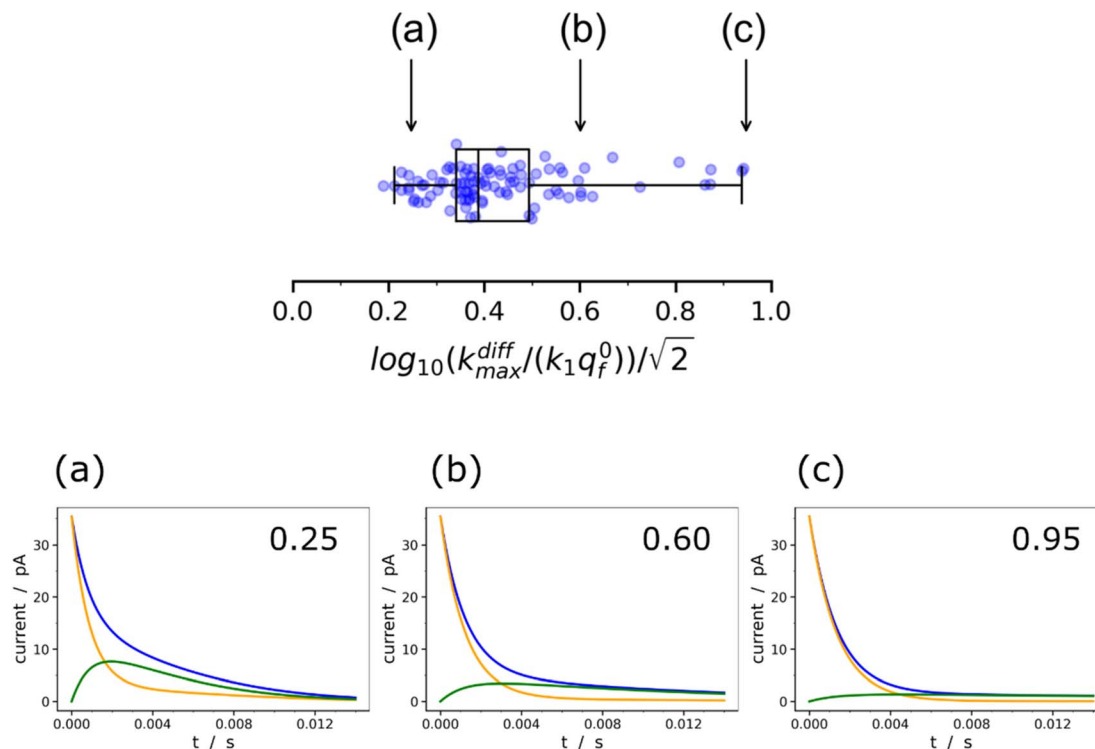 (a) (b) (c)
0.0 0.2 0.4 0.6 0.8 1.0
log₁₀(k^{diff}_{max}/(k₁q⁰_f))/√2
(a) (b) (c)
0.25 0.60 0.95
30 30 30
20 20 20
10 10 10
0 0 0
current / pA current / pA current / pA
0.000 0.004 0.008 0.012 0.000 0.004 0.008 0.012 0.000 0.004 0.008 0.012
t / s t / s t / s